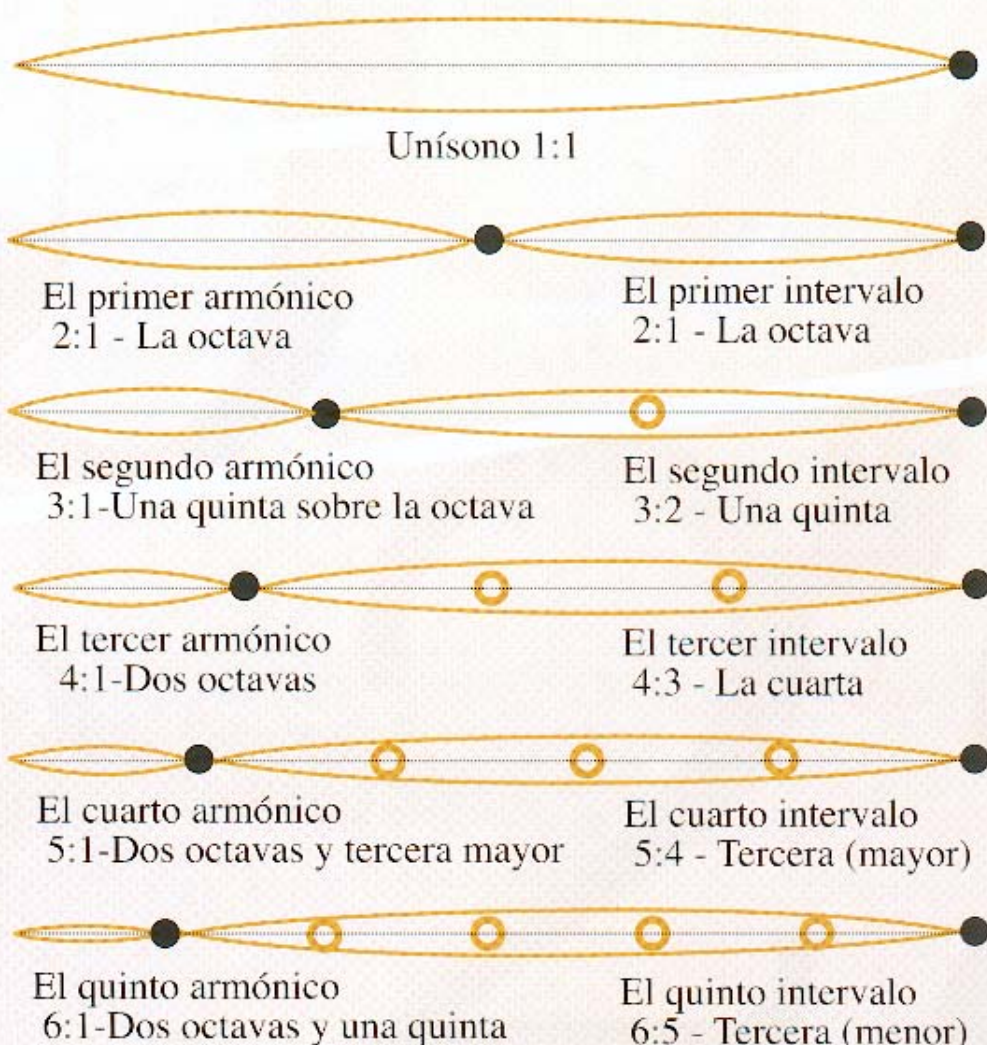 Unísono 1:1
El primer armónico
2:1 - La octava
El primer intervalo
2:1 - La octava
El segundo armónico
3:1-Una quinta sobre la octava
El segundo intervalo
3:2 - Una quinta
El tercer armónico
4:1-Dos octavas
El tercer intervalo
4:3 - La cuarta
El cuarto armónico
5:1-Dos octavas y tercera mayor
El cuarto intervalo
5:4 - Tercera (mayor)
El quinto armónico
6:1-Dos octavas y una quinta
El quinto intervalo
6:5 - Tercera (menor)